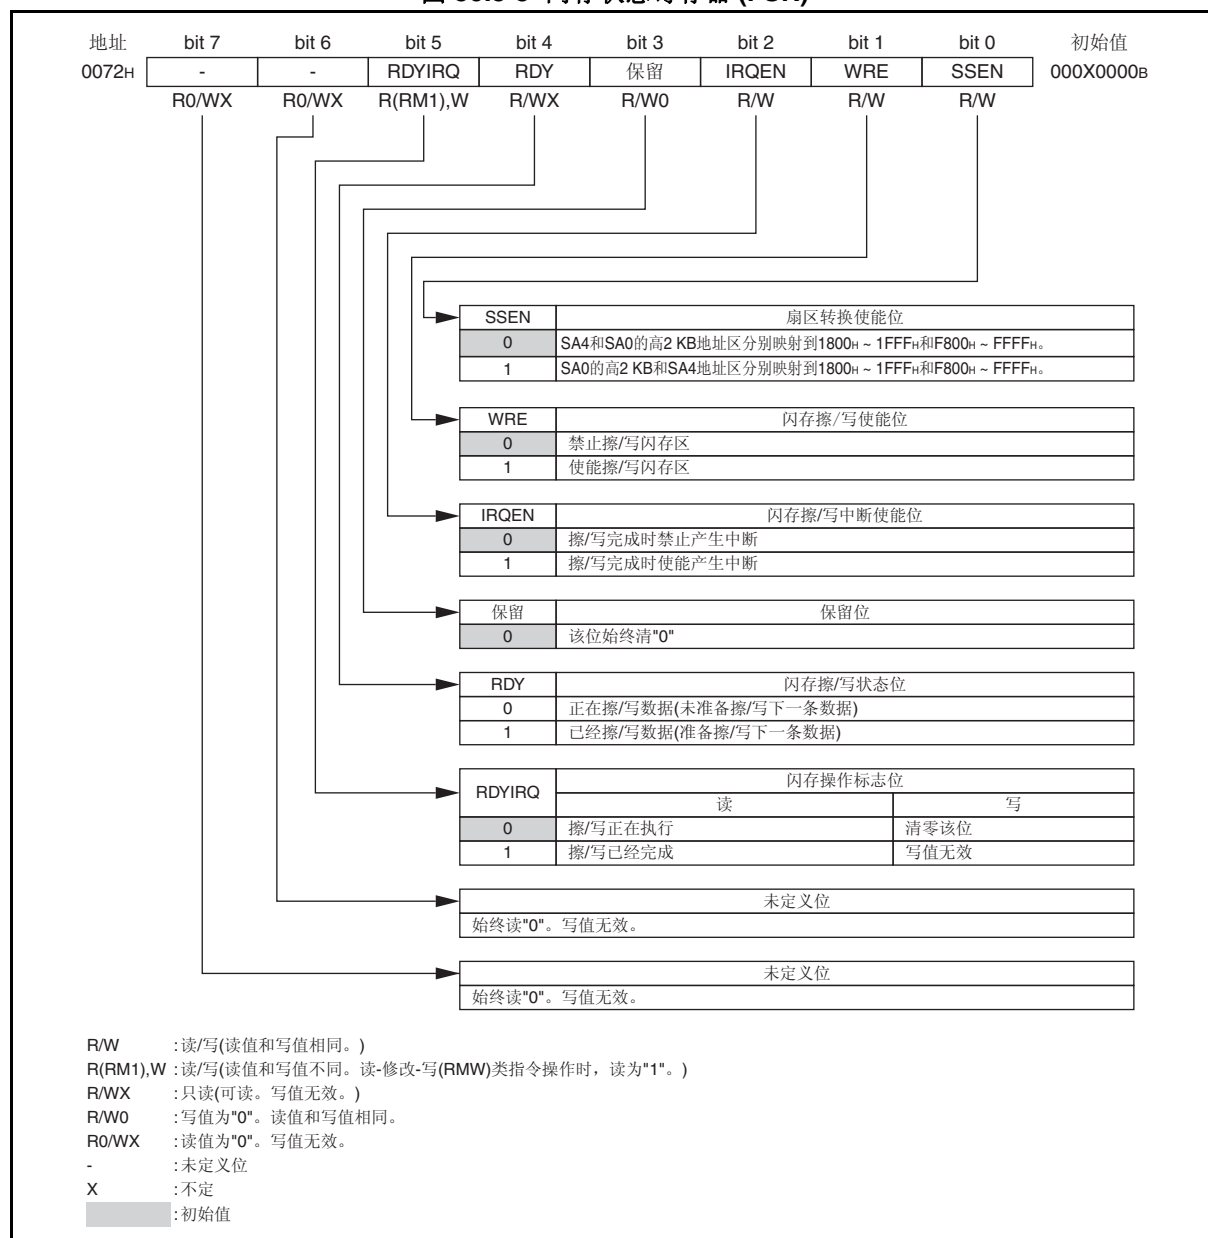 地址 bit 7 bit 6 bit 5 bit 4 bit 3 bit 2 bit 1 bit 0 初始值
0072H - - RDYIRQ RDY 保留 IRQEN WRE SSEN 000X0000B
R0/WX R0/WX R(RM1),W R/WX R/W0 R/W R/W R/W
SSEN 扇区转换使能位
0 SA4和SA0的高2 KB地址区分别映射到1800H ~ 1FFFH和F800H ~ FFFFH。
1 SA0的高2 KB和SA4地址区分别映射到1800H ~ 1FFFH和F800H ~ FFFFH。
WRE 闪存擦/写使能位
0 禁止擦/写闪存区
1 使能擦/写闪存区
IRQEN 闪存擦/写中断使能位
0 擦/写完成时禁止产生中断
1 擦/写完成时使能产生中断
保留 保留位
0 该位始终清"0"
RDY 闪存擦/写状态位
0 正在擦/写数据(未准备擦/写下一条数据)
1 已经擦/写数据(准备擦/写下一条数据)
RDYIRQ 闪存操作标志位
读 写
0 擦/写正在执行 清零该位
1 擦/写已经完成 写值无效
未定义位
始终读"0"。写值无效。
未定义位
始终读"0"。写值无效。
R/W :读/写(读值和写值相同。)
R(RM1),W :读/写(读值和写值不同。读-修改-写(RMW)类指令操作时，读为"1"。)
R/WX :只读(可读。写值无效。)
R/W0 :写值为"0"。读值和写值相同。
R0/WX :读值为"0"。写值无效。
- :未定义位
X :不定
:初始值